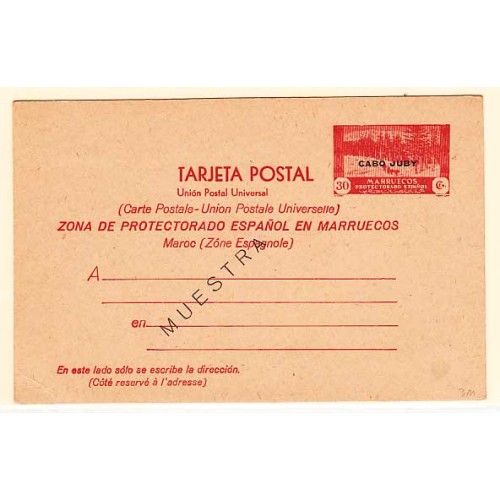 CABO JUBY
30 Cs.
MARRUECOS
PROTECTORADO ESPAÑOL
TARJETA POSTAL
Unión Postal Universal
(Carte Postale-Union Postale Universelle)
ZONA DE PROTECTORADO ESPAÑOL EN MARRUECOS
Maroc (Zône Espagnole)
MUESTRA
A
en
En este lado sólo se escribe la dirección.
(Côté reservé à l'adresse)